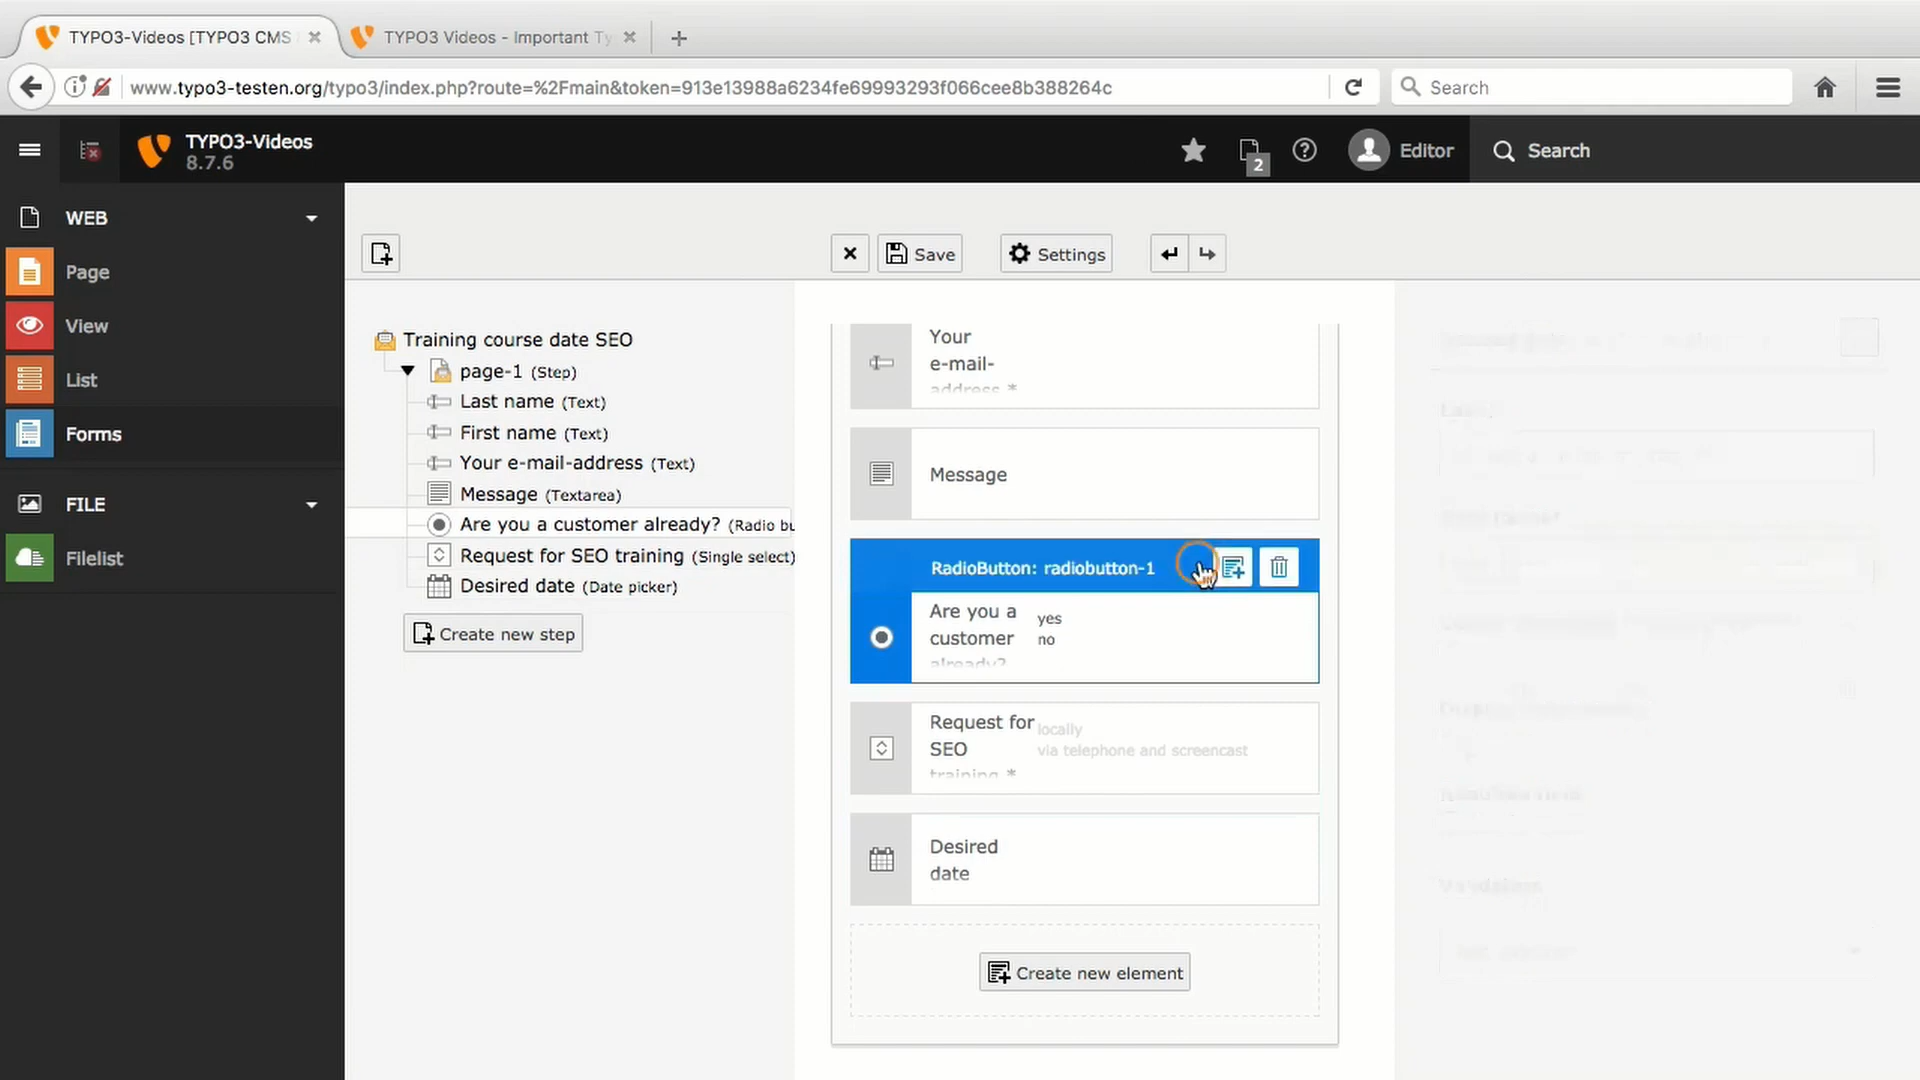 TYPO3-Videos [TYPO3 CMS
TYPO3 Videos - Important Ty
www.typo3-testen.org/typo3/index.php?route=%2Fmain&token=913e13988a6234fe69993293f066cee8b388264c
Search
TYPO3-Videos
8.7.6
2
Editor
Search
WEB
Page
View
List
Forms
FILE
Filelist
Save
Settings
Training course date SEO
page-1 (Step)
Last name (Text)
First name (Text)
Your e-mail-address (Text)
Message (Textarea)
Are you a customer already? (Radio bu
Request for SEO training (Single select)
Desired date (Date picker)
Create new step
Your
e-mail-
address *
Message
RadioButton: radiobutton-1
Are you a
customer
already?
yes
no
Request for
SEO
training *
locally
via telephone and screencast
Desired
date
Create new element